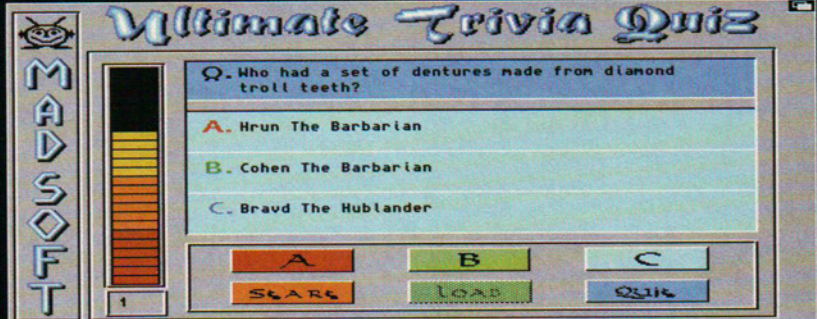 Ultimate Trivia Quiz
MADSOFT
Q. Who had a set of dentures made from diamond
troll teeth?
A. Hrun The Barbarian
B. Cohen The Barbarian
C. Bravd The Hublander
A B C
1
START LOAD QUIT